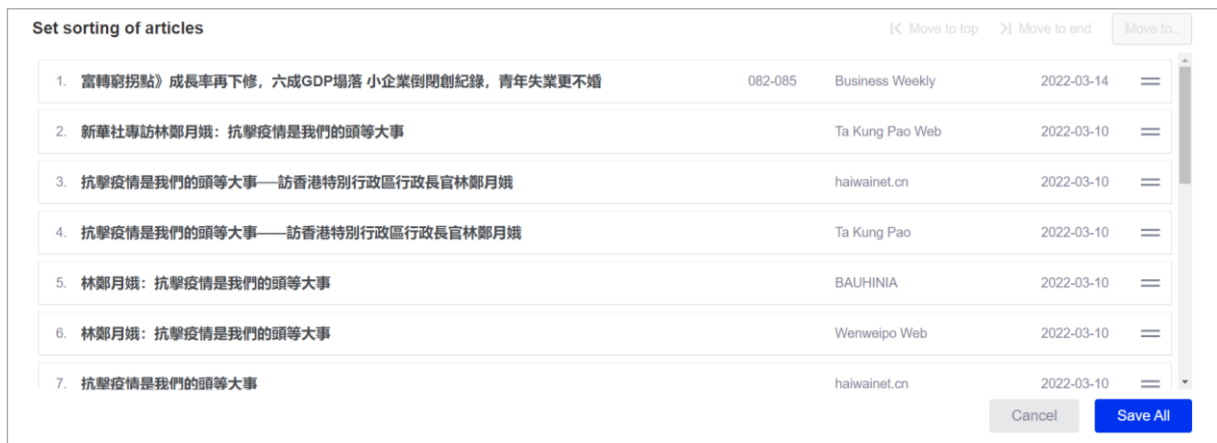 Set sorting of articles
Move to top Move to end Move to...
1. 富轉窮拐點》成長率再下修，六成GDP塌落 小企業倒閉創紀錄，青年失業更不婚 082-085 Business Weekly 2022-03-14
2. 新華社專訪林鄭月娥：抗擊疫情是我們的頭等大事 Ta Kung Pao Web 2022-03-10
3. 抗擊疫情是我們的頭等大事──訪香港特別行政區行政長官林鄭月娥 haiwainet.cn 2022-03-10
4. 抗擊疫情是我們的頭等大事——訪香港特別行政區行政長官林鄭月娥 Ta Kung Pao 2022-03-10
5. 林鄭月娥：抗擊疫情是我們的頭等大事 BAUHINIA 2022-03-10
6. 林鄭月娥：抗擊疫情是我們的頭等大事 Wenweipo Web 2022-03-10
7. 抗擊疫情是我們的頭等大事 haiwainet.cn 2022-03-10
Cancel Save All